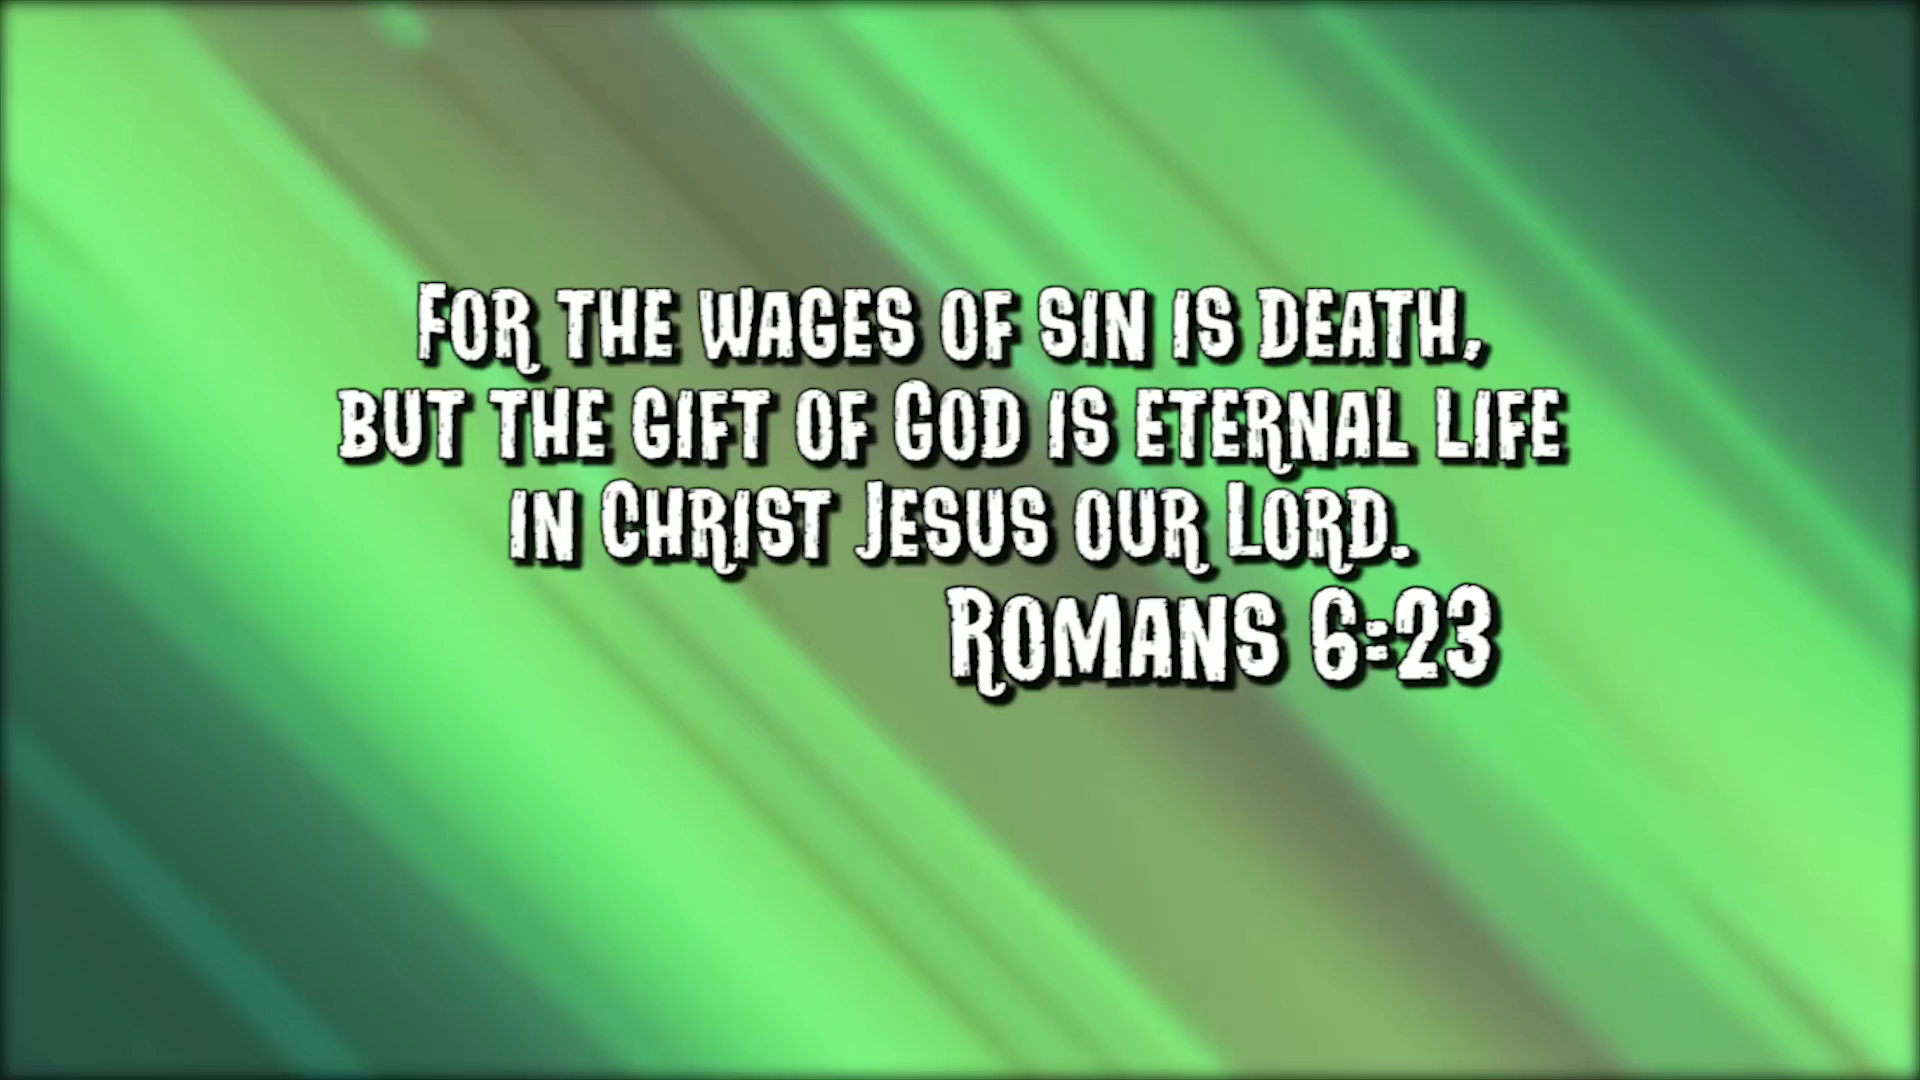 For the wages of sin is death,
but the gift of God is eternal life
in Christ Jesus our Lord.
Romans 6:23